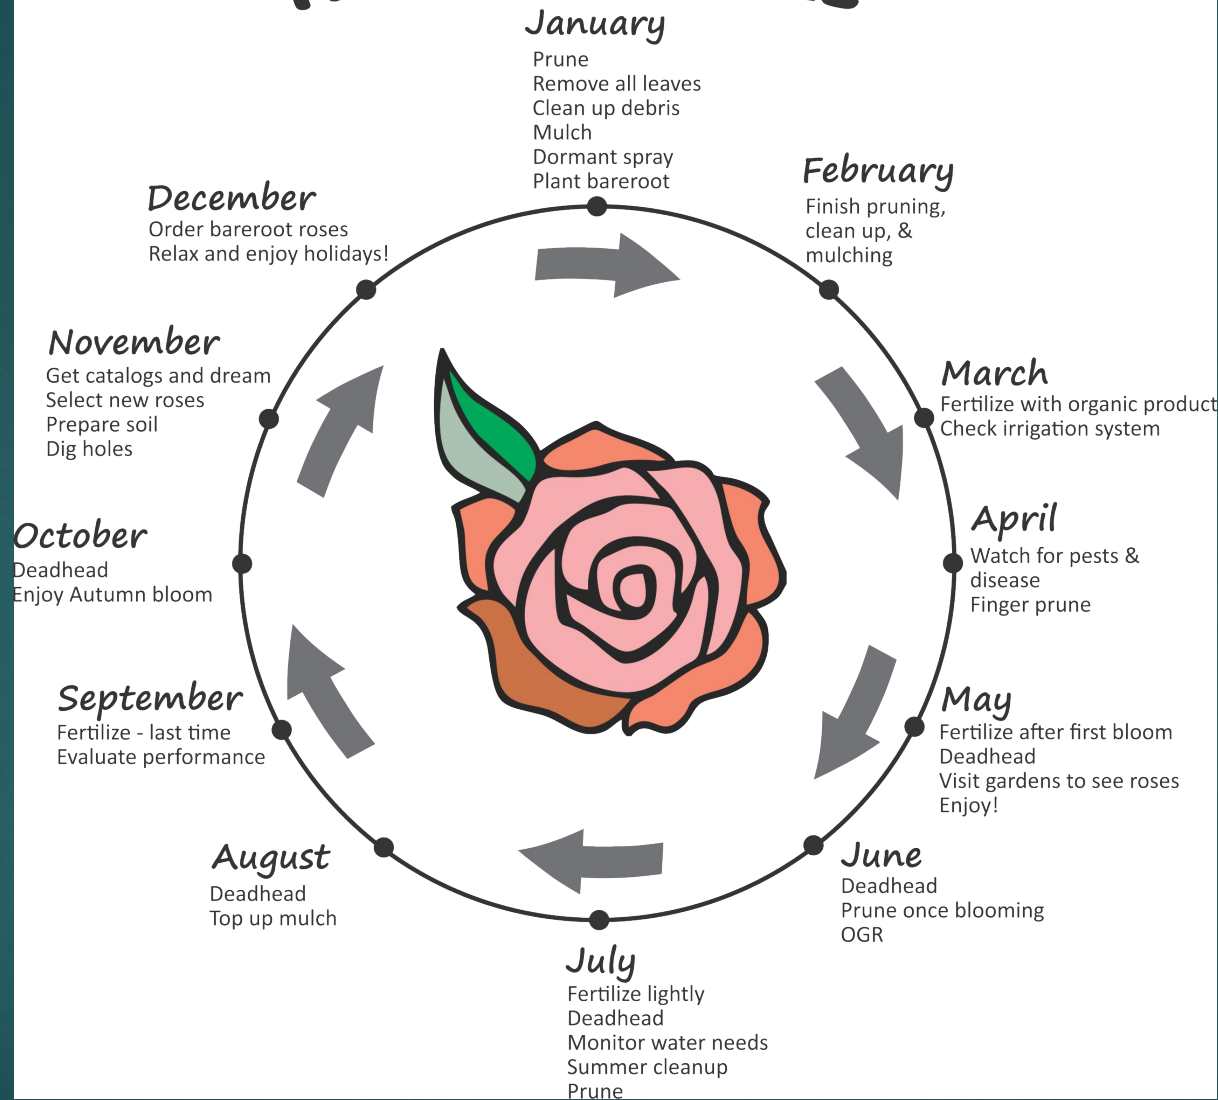 January
Prune
Remove all leaves
Clean up debris
Mulch
Dormant spray
Plant bareroot
February
Finish pruning,
clean up, &
mulching
March
Fertilize with organic product
Check irrigation system
April
Watch for pests &
disease
Finger prune
May
Fertilize after first bloom
Deadhead
Visit gardens to see roses
Enjoy!
June
Deadhead
Prune once blooming
OGR
July
Fertilize lightly
Deadhead
Monitor water needs
Summer cleanup
Prune
August
Deadhead
Top up mulch
September
Fertilize - last time
Evaluate performance
October
Deadhead
Enjoy Autumn bloom
November
Get catalogs and dream
Select new roses
Prepare soil
Dig holes
December
Order bareroot roses
Relax and enjoy holidays!